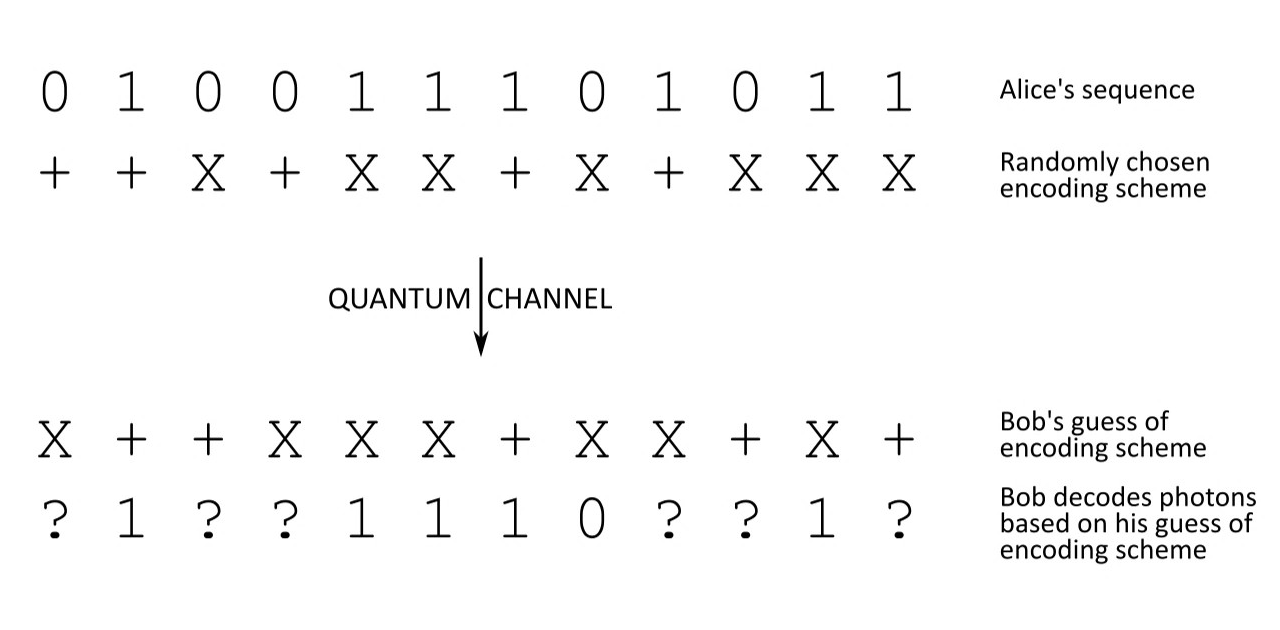 0 1 0 0 1 1 1 0 1 0 1 1 Alice's sequence
+ + X + X X + X + X X X Randomly chosen
encoding scheme
QUANTUM CHANNEL
X + + X X X + X X + X + Bob's guess of
encoding scheme
? 1 ? ? 1 1 1 0 ? ? 1 ? Bob decodes photons
based on his guess of
encoding scheme